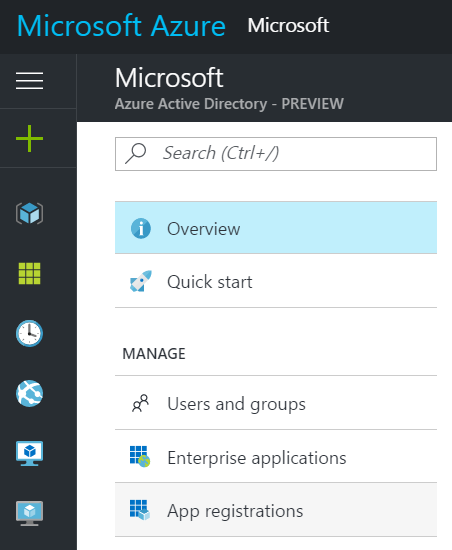 Microsoft Azure Microsoft
Microsoft
Azure Active Directory - PREVIEW
Search (Ctrl+/)
Overview
Quick start
MANAGE
Users and groups
Enterprise applications
App registrations